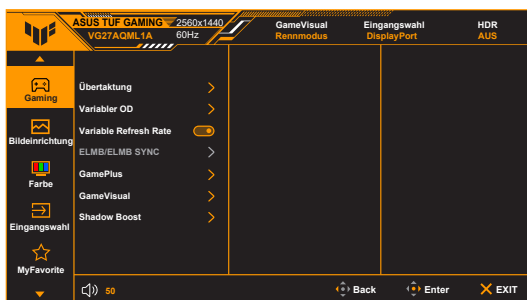 ASUS TUF GAMING 2560x1440
VG27AQML1A 60Hz
GameVisual
Rennmodus
Eingangswahl
DisplayPort
HDR
AUS
Gaming
Bildeinrichtung
Farbe
Eingangswahl
MyFavorite
Übertaktung
Variabler OD
Variable Refresh Rate
ELMB/ELMB SYNC
GamePlus
GameVisual
Shadow Boost
50
Back
Enter
EXIT